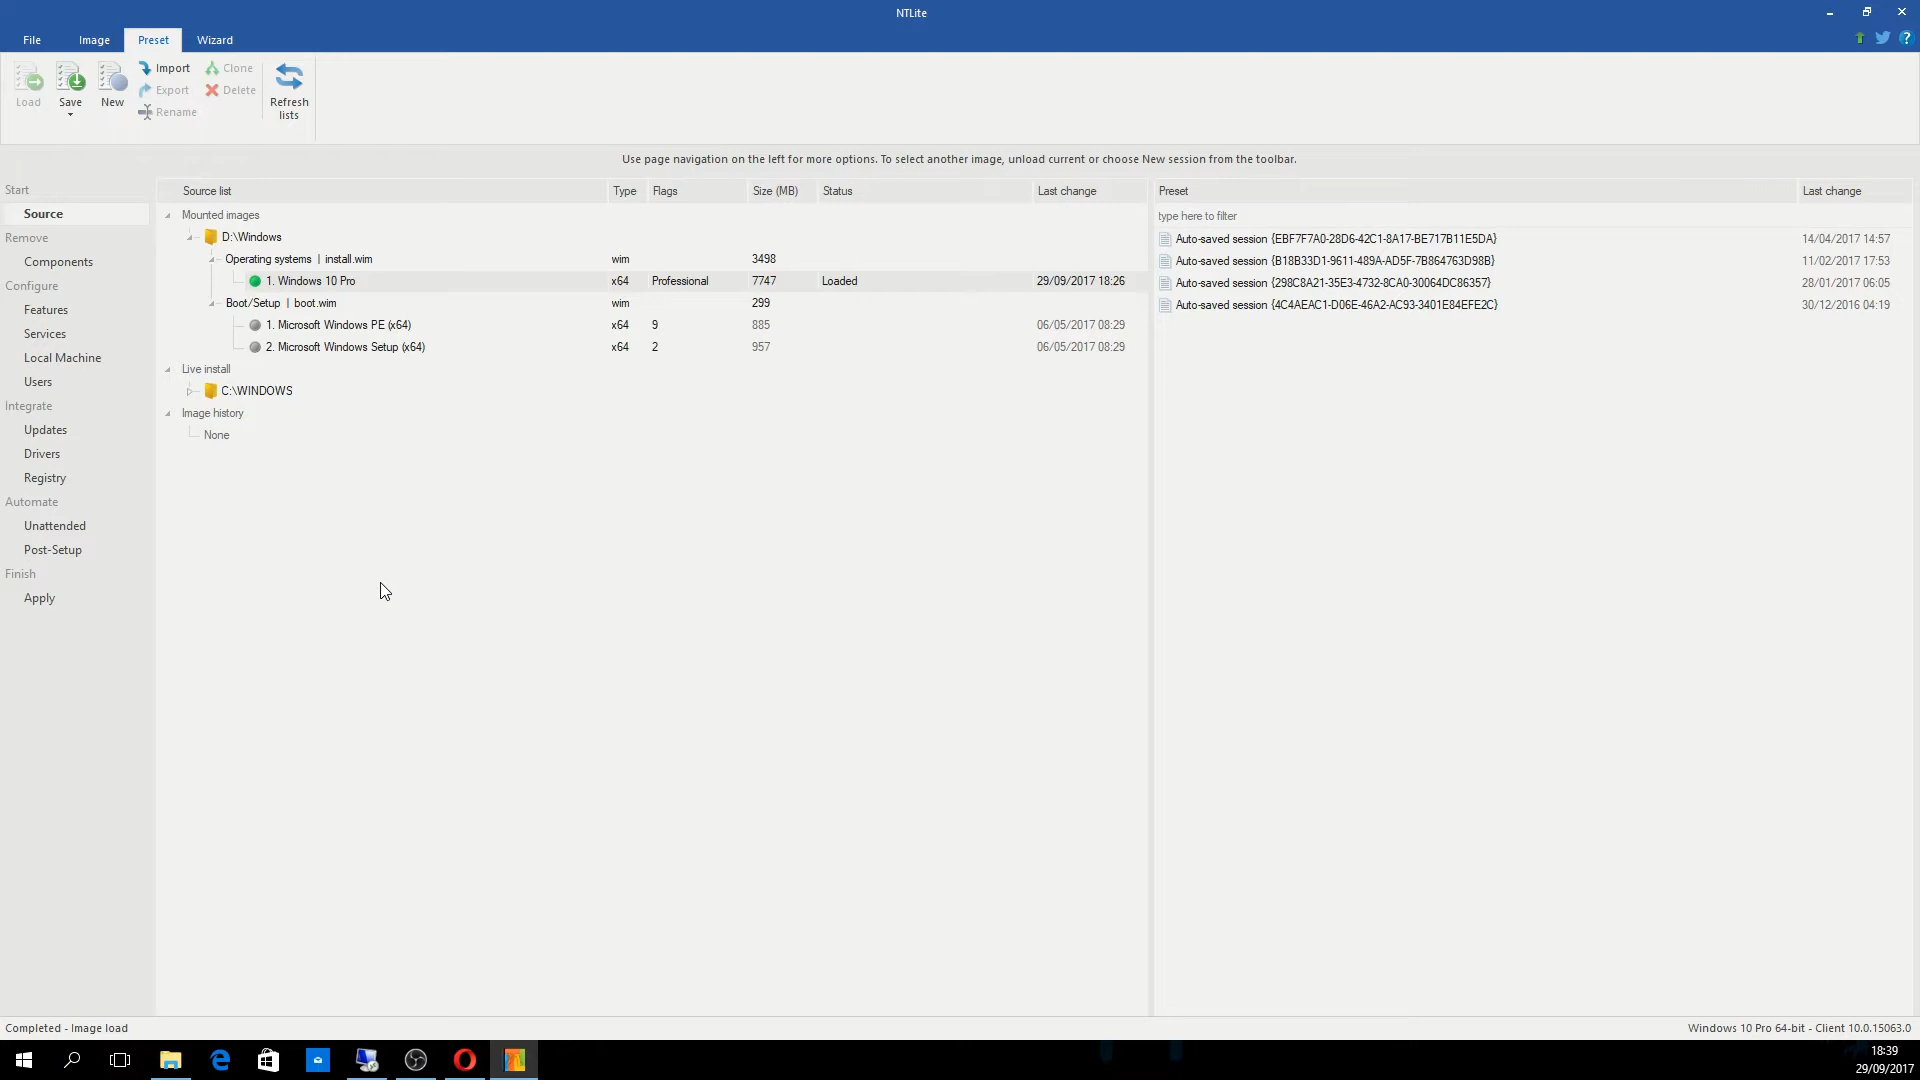 NTLite
File Image Preset Wizard
Load Save New Import Export Rename Clone Delete Refresh lists
Use page navigation on the left for more options. To select another image, unload current or choose New session from the toolbar.
Start
Source
Remove
Components
Configure
Features
Services
Local Machine
Users
Integrate
Updates
Drivers
Registry
Automate
Unattended
Post-Setup
Finish
Apply
Source list Type Flags Size (MB) Status Last change
Mounted images
D:\Windows
Operating systems | install.wim wim 3498
1. Windows 10 Pro x64 Professional 7747 Loaded 29/09/2017 18:26
Boot/Setup | boot.wim wim 299
1. Microsoft Windows PE (x64) x64 9 885 06/05/2017 08:29
2. Microsoft Windows Setup (x64) x64 2 957 06/05/2017 08:29
Live install
C:\WINDOWS
Image history
None
Preset Last change
type here to filter
Auto-saved session {EBF7F7A0-28D6-42C1-8A17-BE717B11E5DA} 14/04/2017 14:57
Auto-saved session {B18B33D1-9611-489A-AD5F-7B864763D98B} 11/02/2017 17:53
Auto-saved session {298C8A21-35E3-4732-8CA0-30064DC86357} 28/01/2017 06:05
Auto-saved session {4C4AEAC1-D06E-46A2-AC93-3401E84EFE2C} 30/12/2016 04:19
Completed - Image load
Windows 10 Pro 64-bit - Client 10.0.15063.0
18:39
29/09/2017